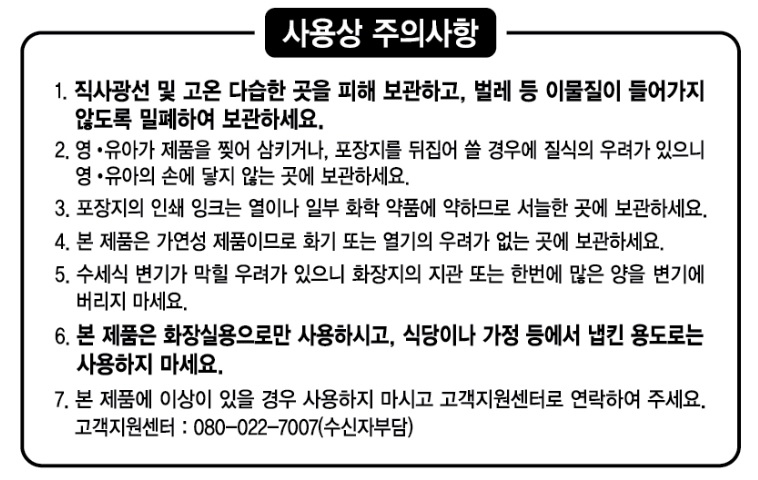 사용상 주의사항
1. 직사광선 및 고온 다습한 곳을 피해 보관하고, 벌레 등 이물질이 들어가지
않도록 밀폐하여 보관하세요.
2. 영•유아가 제품을 찢어 삼키거나, 포장지를 뒤집어 쓸 경우에 질식의 우려가 있으니
영•유아의 손에 닿지 않는 곳에 보관하세요.
3. 포장지의 인쇄 잉크는 열이나 일부 화학 약품에 약하므로 서늘한 곳에 보관하세요.
4. 본 제품은 가연성 제품이므로 화기 또는 열기의 우려가 없는 곳에 보관하세요.
5. 수세식 변기가 막힐 우려가 있으니 화장지의 지관 또는 한번에 많은 양을 변기에
버리지 마세요.
6. 본 제품은 화장실용으로만 사용하시고, 식당이나 가정 등에서 냅킨 용도로는
사용하지 마세요.
7. 본 제품에 이상이 있을 경우 사용하지 마시고 고객지원센터로 연락하여 주세요.
고객지원센터 : 080-022-7007(수신자부담)